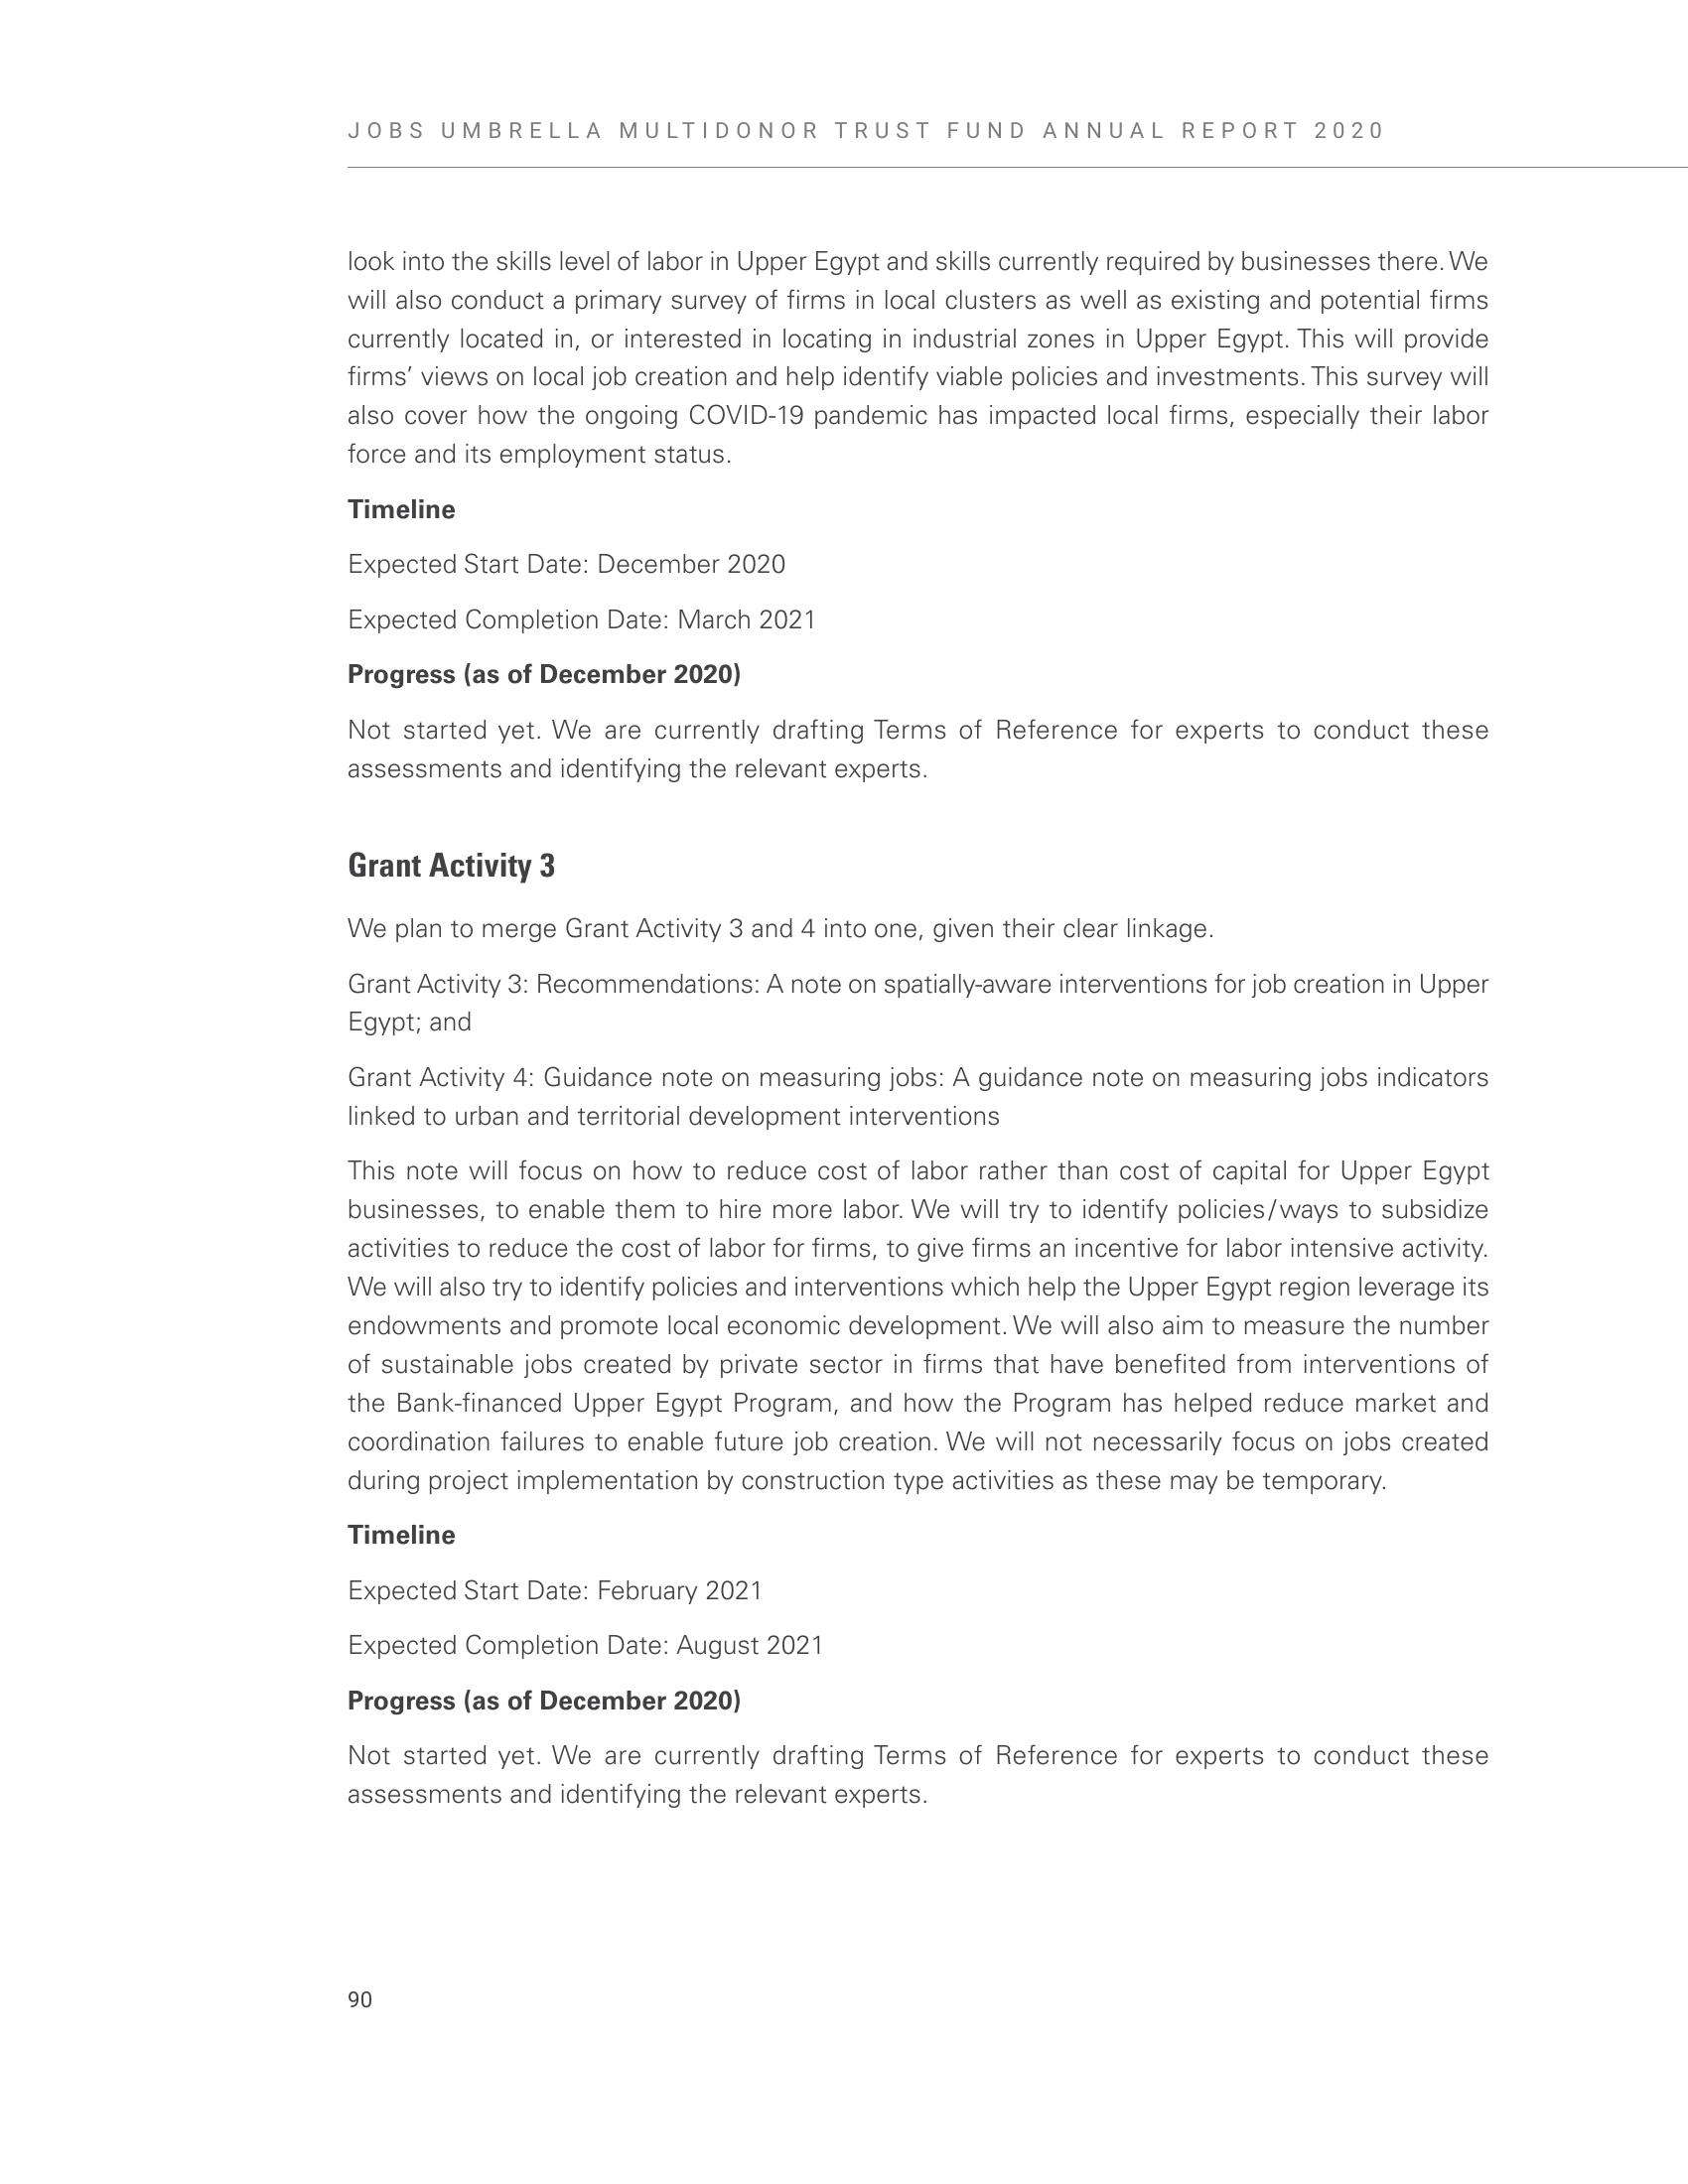 JOBS UMBRELLA MULTIDONOR TRUST FUND ANNUAL REPORT 2020
look into the skills level of labor in Upper Egypt and skills currently required by businesses there. We
will also conduct a primary survey of firms in local clusters as well as existing and potential firms
currently located in, or interested in locating in industrial zones in Upper Egypt. This will provide
firms’ views on local job creation and help identify viable policies and investments. This survey will
also cover how the ongoing COVID-19 pandemic has impacted local firms, especially their labor
force and its employment status.
Timeline
Expected Start Date: December 2020
Expected Completion Date: March 2021
Progress (as of December 2020)
Not started yet. We are currently drafting Terms of Reference for experts to conduct these
assessments and identifying the relevant experts.
Grant Activity 3
We plan to merge Grant Activity 3 and 4 into one, given their clear linkage.
Grant Activity 3: Recommendations: A note on spatially-aware interventions for job creation in Upper
Egypt; and
Grant Activity 4: Guidance note on measuring jobs: A guidance note on measuring jobs indicators
linked to urban and territorial development interventions
This note will focus on how to reduce cost of labor rather than cost of capital for Upper Egypt
businesses, to enable them to hire more labor. We will try to identify policies/ways to subsidize
activities to reduce the cost of labor for firms, to give firms an incentive for labor intensive activity.
We will also try to identify policies and interventions which help the Upper Egypt region leverage its
endowments and promote local economic development. We will also aim to measure the number
of sustainable jobs created by private sector in firms that have benefited from interventions of
the Bank-financed Upper Egypt Program, and how the Program has helped reduce market and
coordination failures to enable future job creation. We will not necessarily focus on jobs created
during project implementation by construction type activities as these may be temporary.
Timeline
Expected Start Date: February 2021
Expected Completion Date: August 2021
Progress (as of December 2020)
Not started yet. We are currently drafting Terms of Reference for experts to conduct these
assessments and identifying the relevant experts.
90